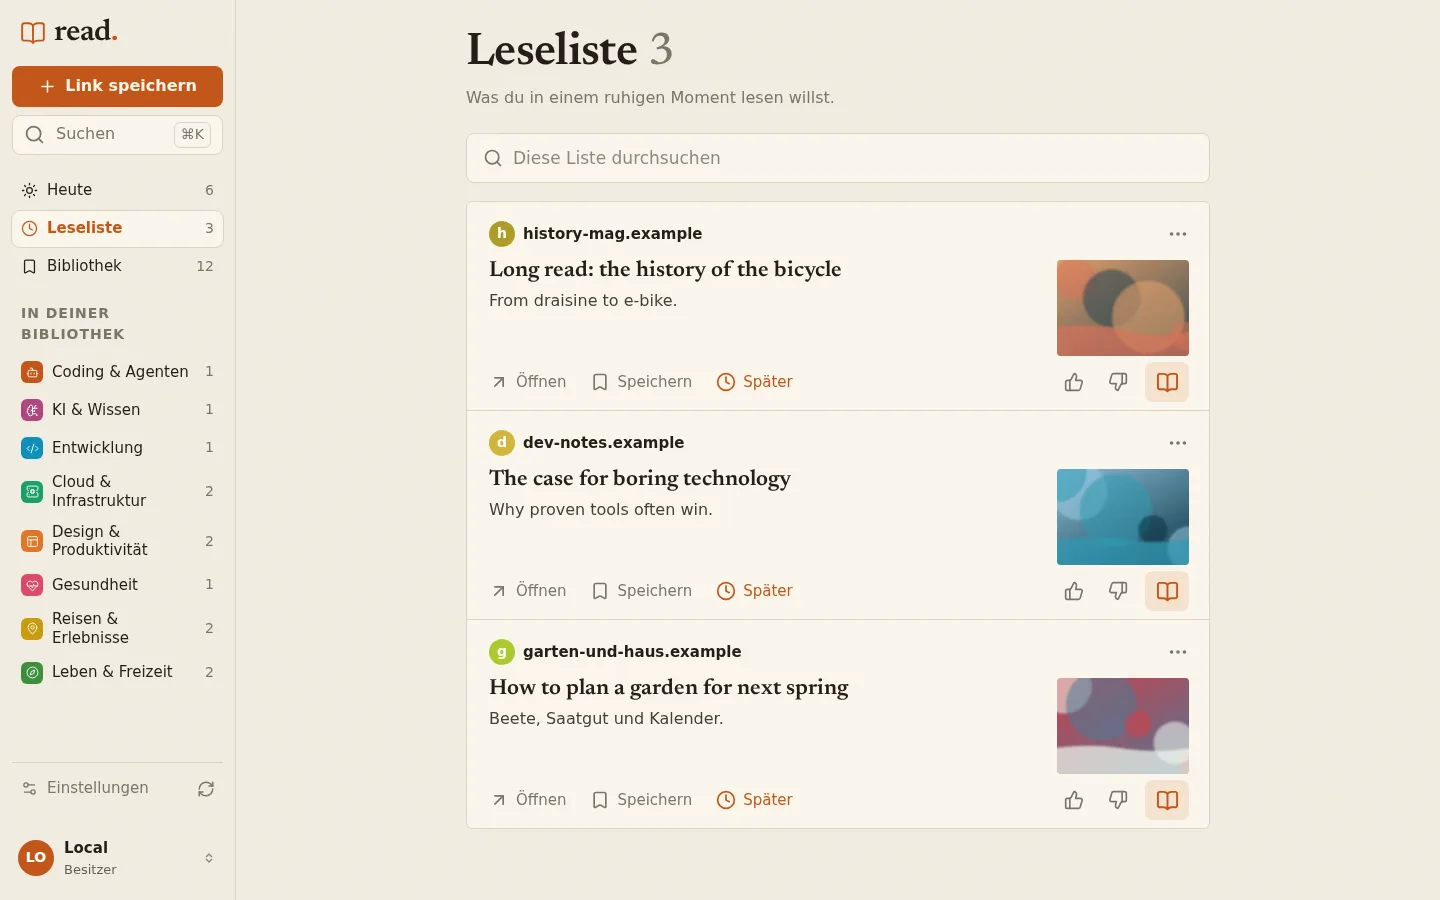 read.
Link speichern
Suchen ⌘K
Heute 6
Leseliste 3
Bibliothek 12
IN DEINER
BIBLIOTHEK
Coding & Agenten 1
KI & Wissen 1
Entwicklung 1
Cloud &
Infrastruktur 2
Design &
Produktivität 2
Gesundheit 1
Reisen &
Erlebnisse 2
Leben & Freizeit 2
Einstellungen
LO Local
Besitzer
Leseliste 3
Was du in einem ruhigen Moment lesen willst.
Diese Liste durchsuchen
h history-mag.example
Long read: the history of the bicycle
From draisine to e-bike.
Öffnen Speichern Später
d dev-notes.example
The case for boring technology
Why proven tools often win.
Öffnen Speichern Später
g garten-und-haus.example
How to plan a garden for next spring
Beete, Saatgut und Kalender.
Öffnen Speichern Später